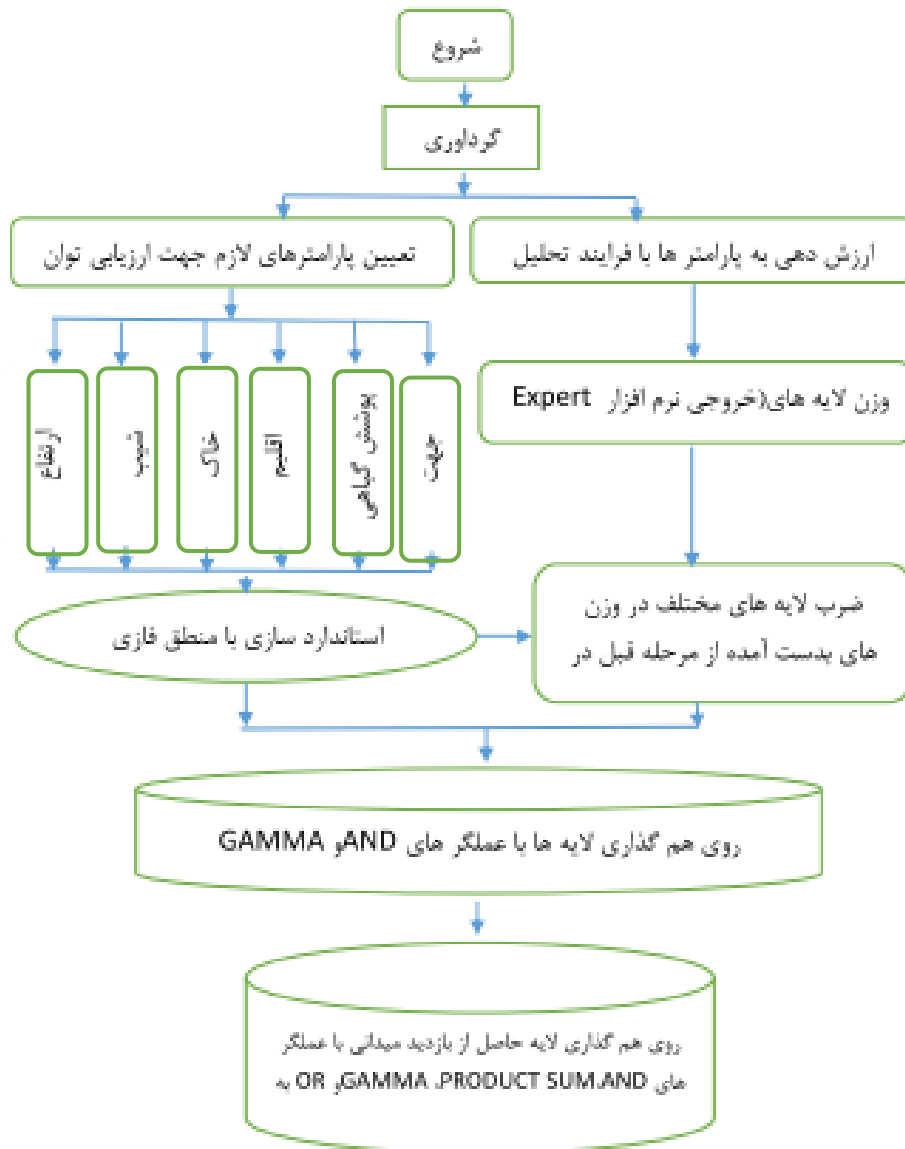 شروع
گرداوری
ارزش دهی به پارامتر ها با فرایند تحلیل
تعیین پارامترهای لازم جهت ارزیابی توان
وزن لایه های(خروجی نرم افزار Expert
جهت
پوشش گیاهی
اقلیم
خاک
شیب
ارتفاع
ضرب لایه های مختلف در وزن
های بدست آمده از مرحله قبل در
استاندارد سازی با منطق فازی
روی هم گذاری لایه ها با عملگر های ANDو GAMMA
روی هم گذاری لایه حاصل از بازدید میدانی با عملگر
های GAMMA ،PRODUCT SUM،ANDو OR به